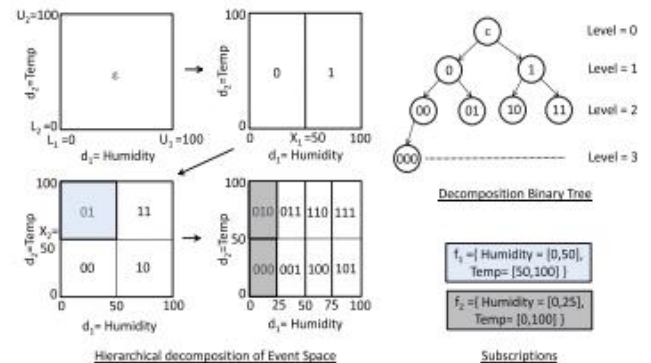 U₂=100
d₂=Temp
ε
L₂=0
L₁=0
U₁=100
d₁= Humidity
100
d₂=Temp
0
1
0
0
X₁=50
100
d₁= Humidity
100
d₂=Temp
X₂=
50
0
01
11
00
10
0
50
100
d₁= Humidity
100
d₂=Temp
50
0
010 011 110 111
000 001 100 101
0
25
50
75
100
d₁= Humidity
Hierarchical decomposition of Event Space
ε
Level = 0
0
1
Level = 1
00
01
10
11
Level = 2
000
Level = 3
Decomposition Binary Tree
f₁ ={ Humidity = [0,50],
Temp= [50,100] }
f₂ ={ Humidity = [0,25],
Temp= [0,100] }
Subscriptions